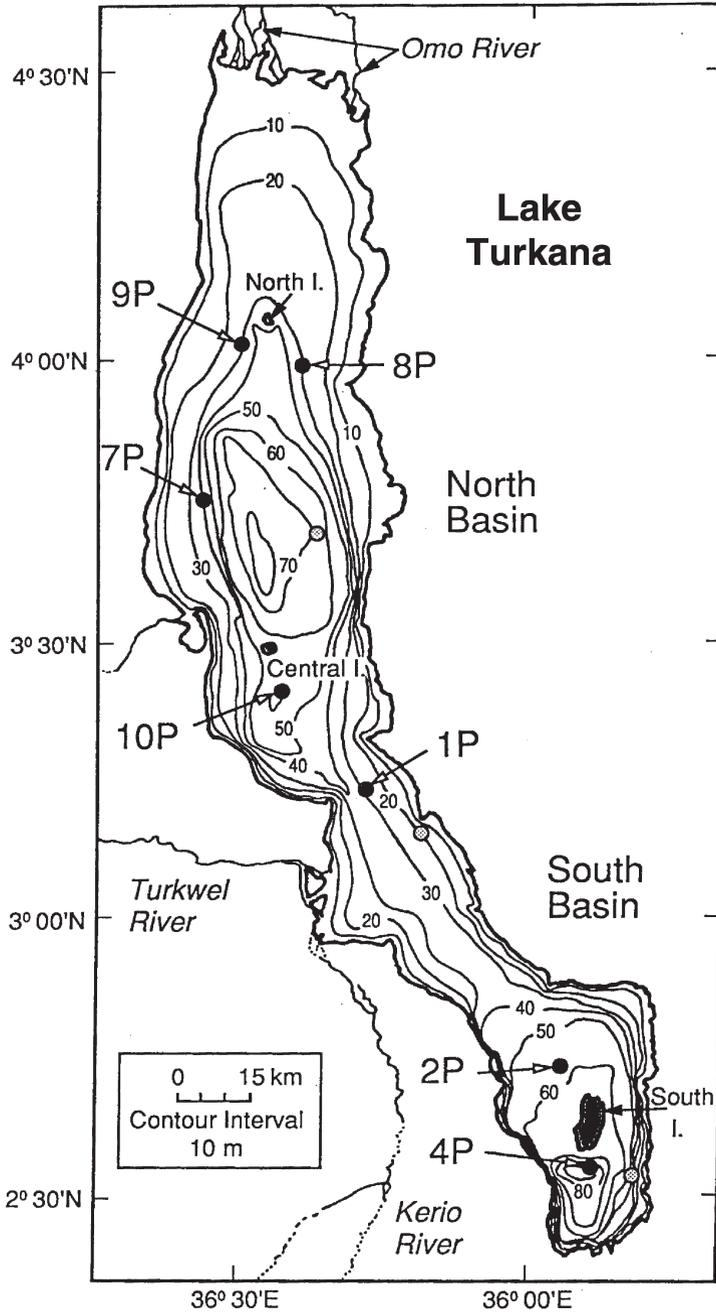 Omo River
4° 30'N
10
20
Lake
Turkana
North I.
9P
4° 00'N
8P
50
10
60
7P
North
Basin
70
30
3° 30'N
Central I.
10P
50
1P
40
20
South
Basin
30
Turkwel
River
3° 00'N
20
40
50
0 15 km
Contour Interval
10 m
2P
60
South
I.
4P
80
2° 30'N
Kerio
River
36° 30'E
36° 00'E